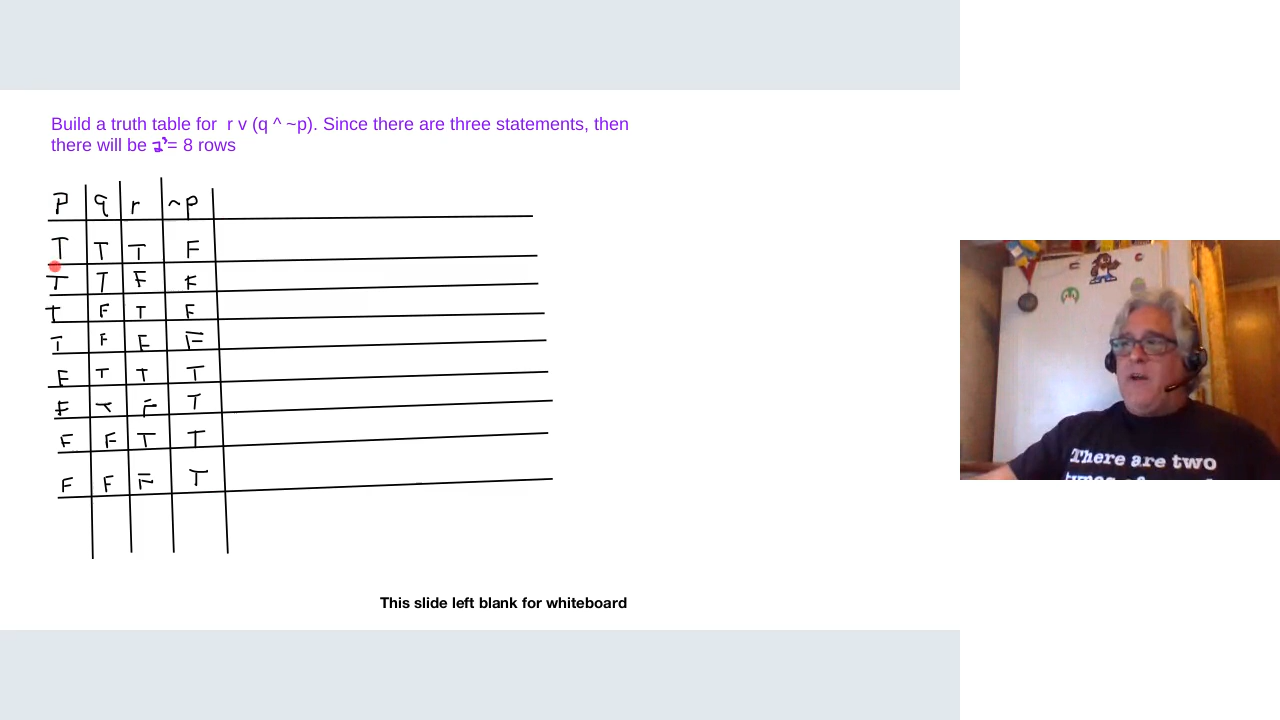 Build a truth table for r v (q ^ ~p). Since there are three statements, then
there will be 2³= 8 rows
P q r ~p
T T T F
T T F F
T F T F
T F F F
F T T T
F T F T
F F T T
F F F T
This slide left blank for whiteboard
There are two